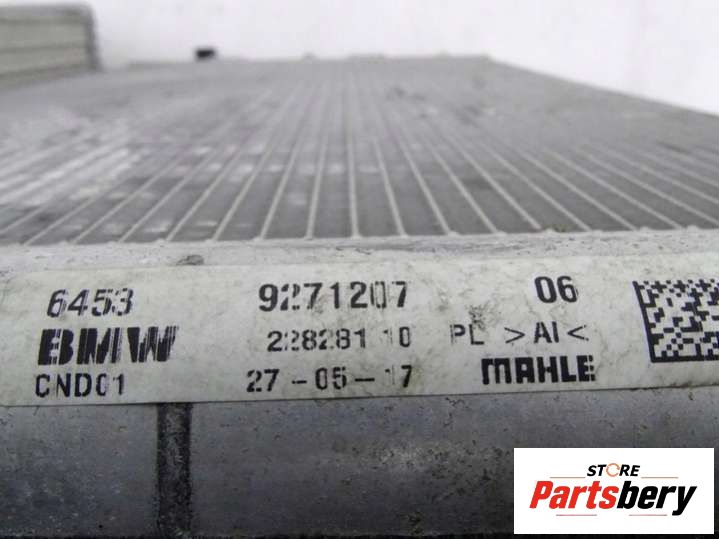 6453 9271207 06
BMW 228281 10 PL >Al<
CND01 27-05-17 MAHLE
STORE
Partsbery